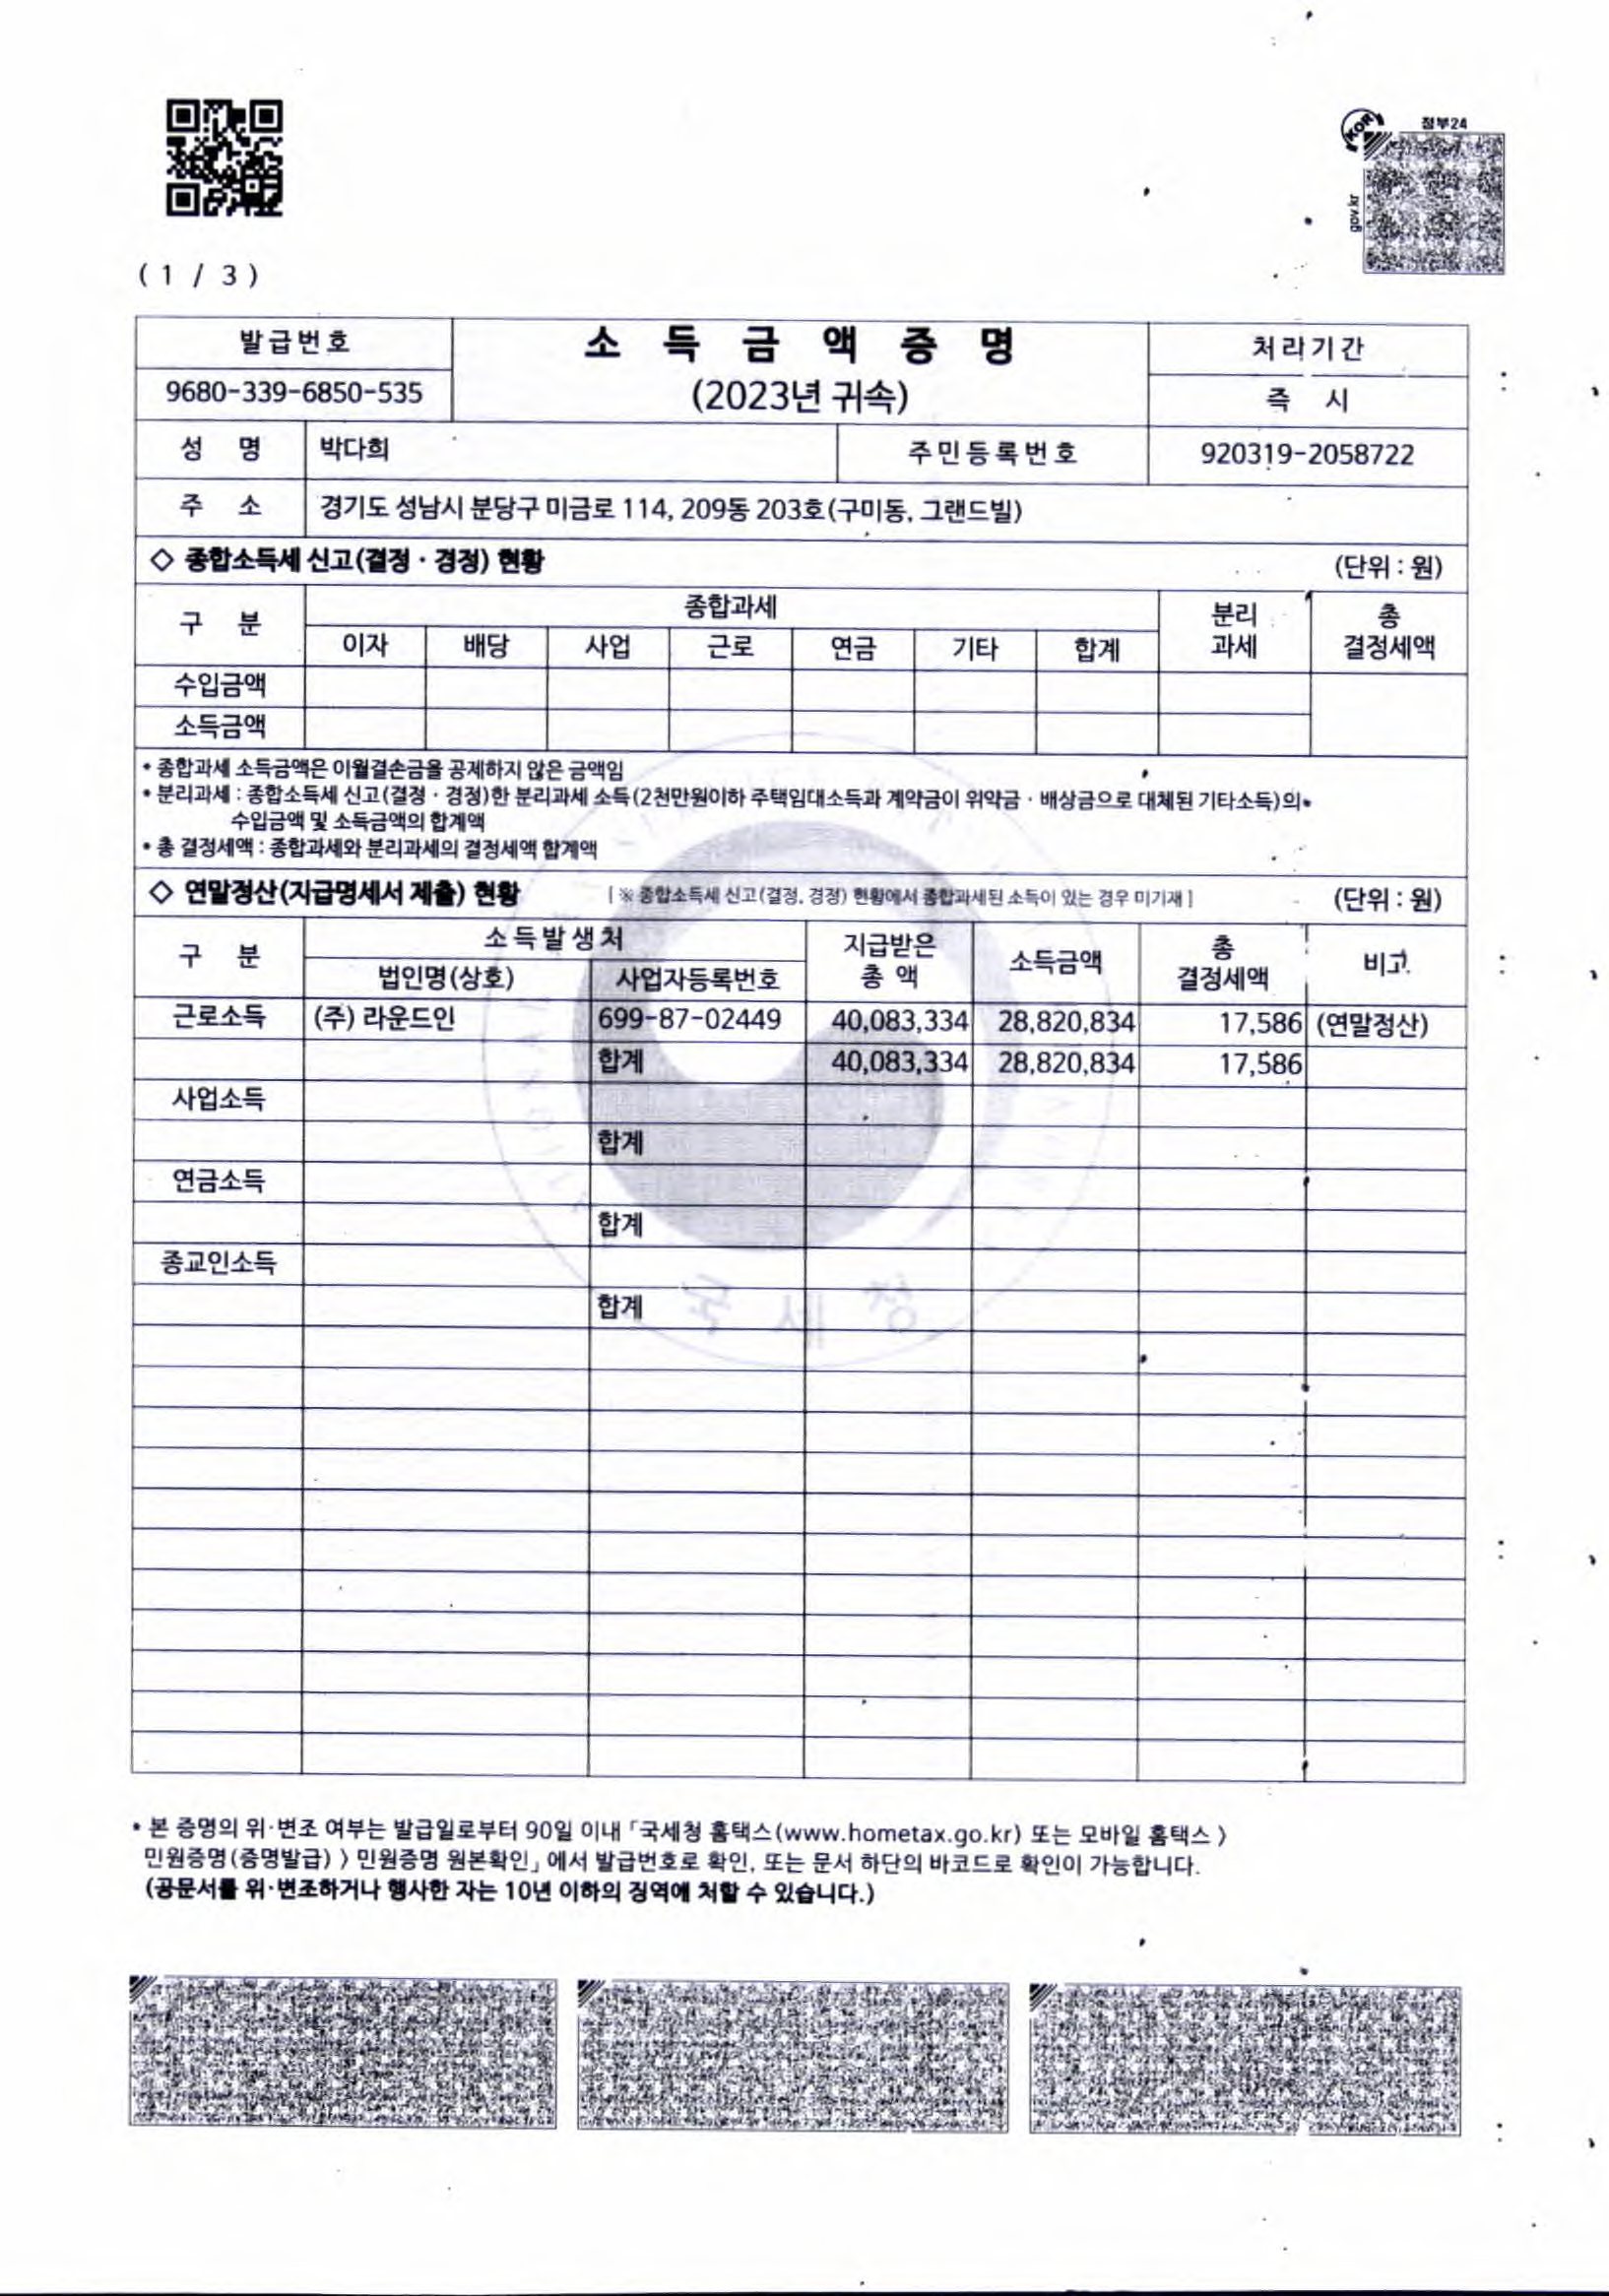 정부24
KOR
gov.kr
( 1 / 3 )
발급번호
소 득 금 액 증 명
처리기간
9680-339-6850-535
(2023년 귀속)
즉 시
성 명 박다희 주민등록번호 920319-2058722
주 소 경기도 성남시 분당구 미금로 114, 209동 203호(구미동, 그랜드빌)
◇ 종합소득세 신고(결정 · 경정) 현황 (단위 : 원)
구 분 종합과세 분리과세 총결정세액
이자 배당 사업 근로 연금 기타 합계
수입금액
소득금액
* 종합과세 소득금액은 이월결손금을 공제하지 않은 금액임
* 분리과세 : 종합소득세 신고(결정 · 경정)한 분리과세 소득(2천만원이하 주택임대소득과 계약금이 위약금 · 배상금으로 대체된 기타소득)의
수입금액 및 소득금액의 합계액
* 총 결정세액 : 종합과세와 분리과세의 결정세액 합계액
◇ 연말정산(지급명세서 제출) 현황 [ ※ 종합소득세 신고(결정, 경정) 현황에서 종합과세된 소득이 있는 경우 미기재 ] (단위 : 원)
구 분 소득발생처 지급받은 총 액 소득금액 총 결정세액 비고
법인명(상호) 사업자등록번호
근로소득 (주) 라운드인 699-87-02449 40,083,334 28,820,834 17,586 (연말정산)
합계 40,083,334 28,820,834 17,586
사업소득
합계
연금소득
합계
종교인소득
합계
국세청
* 본 증명의 위·변조 여부는 발급일로부터 90일 이내「국세청 홈택스(www.hometax.go.kr) 또는 모바일 홈택스 〉
민원증명(증명발급) 〉 민원증명 원본확인」에서 발급번호로 확인, 또는 문서 하단의 바코드로 확인이 가능합니다.
(공문서를 위·변조하거나 행사한 자는 10년 이하의 징역에 처할 수 있습니다.)